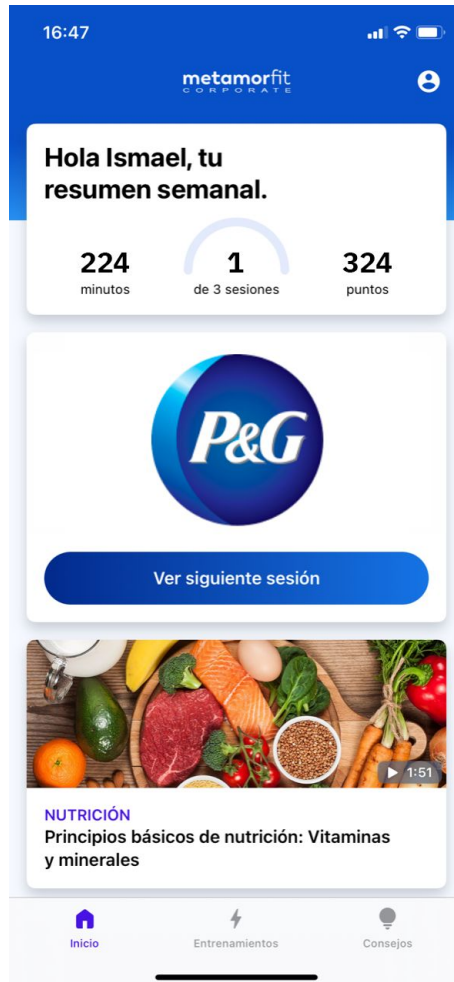 16:47
metamorfit
CORPORATE
Hola Ismael, tu
resumen semanal.
224
minutos
1
de 3 sesiones
324
puntos
P&G
Ver siguiente sesión
1:51
NUTRICIÓN
Principios básicos de nutrición: Vitaminas
y minerales
Inicio
Entrenamientos
Consejos